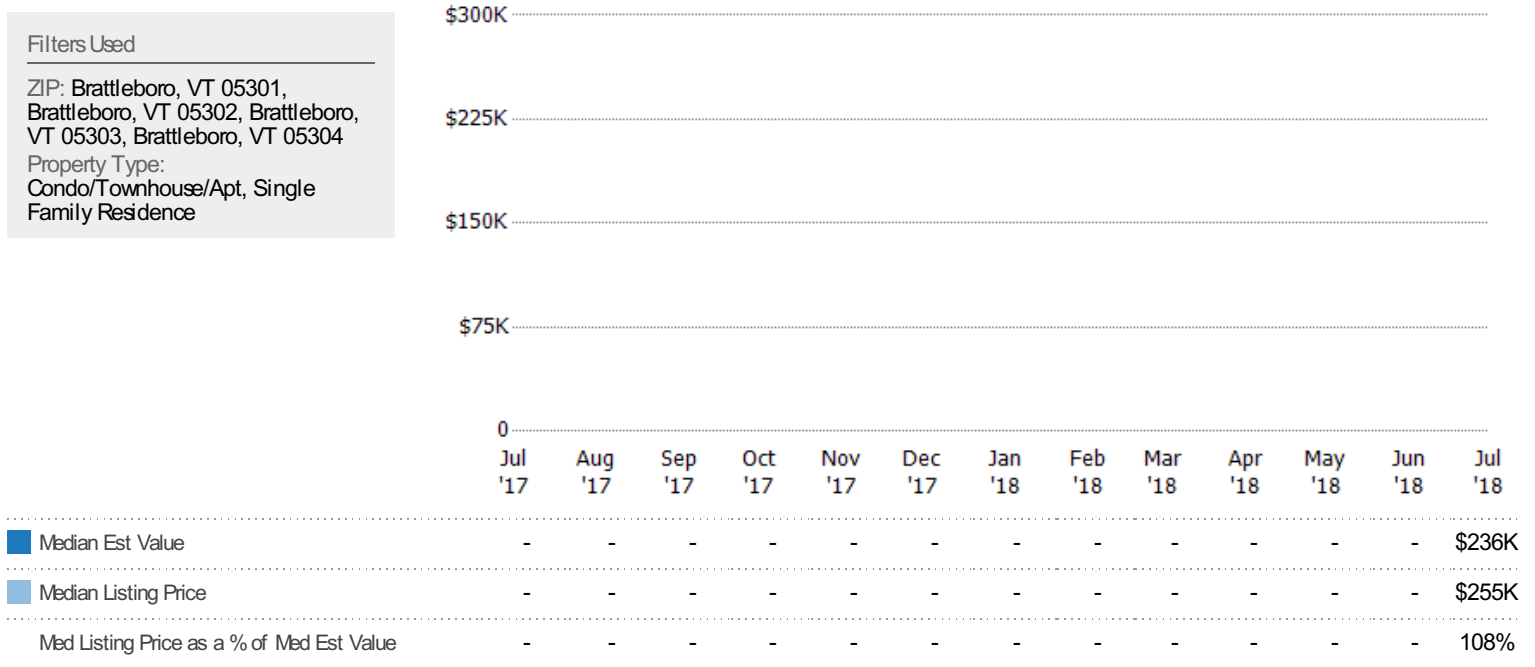 Filters Used
ZIP: Brattleboro, VT 05301,
Brattleboro, VT 05302, Brattleboro,
VT 05303, Brattleboro, VT 05304
Property Type:
Condo/Townhouse/Apt, Single
Family Residence
$300K
$225K
$150K
$75K
0
Jul Aug Sep Oct Nov Dec Jan Feb Mar Apr May Jun Jul
'17 '17 '17 '17 '17 '17 '18 '18 '18 '18 '18 '18 '18
Median Est Value - - - - - - - - - - - - $236K
Median Listing Price - - - - - - - - - - - - $255K
Med Listing Price as a % of Med Est Value - - - - - - - - - - - - 108%